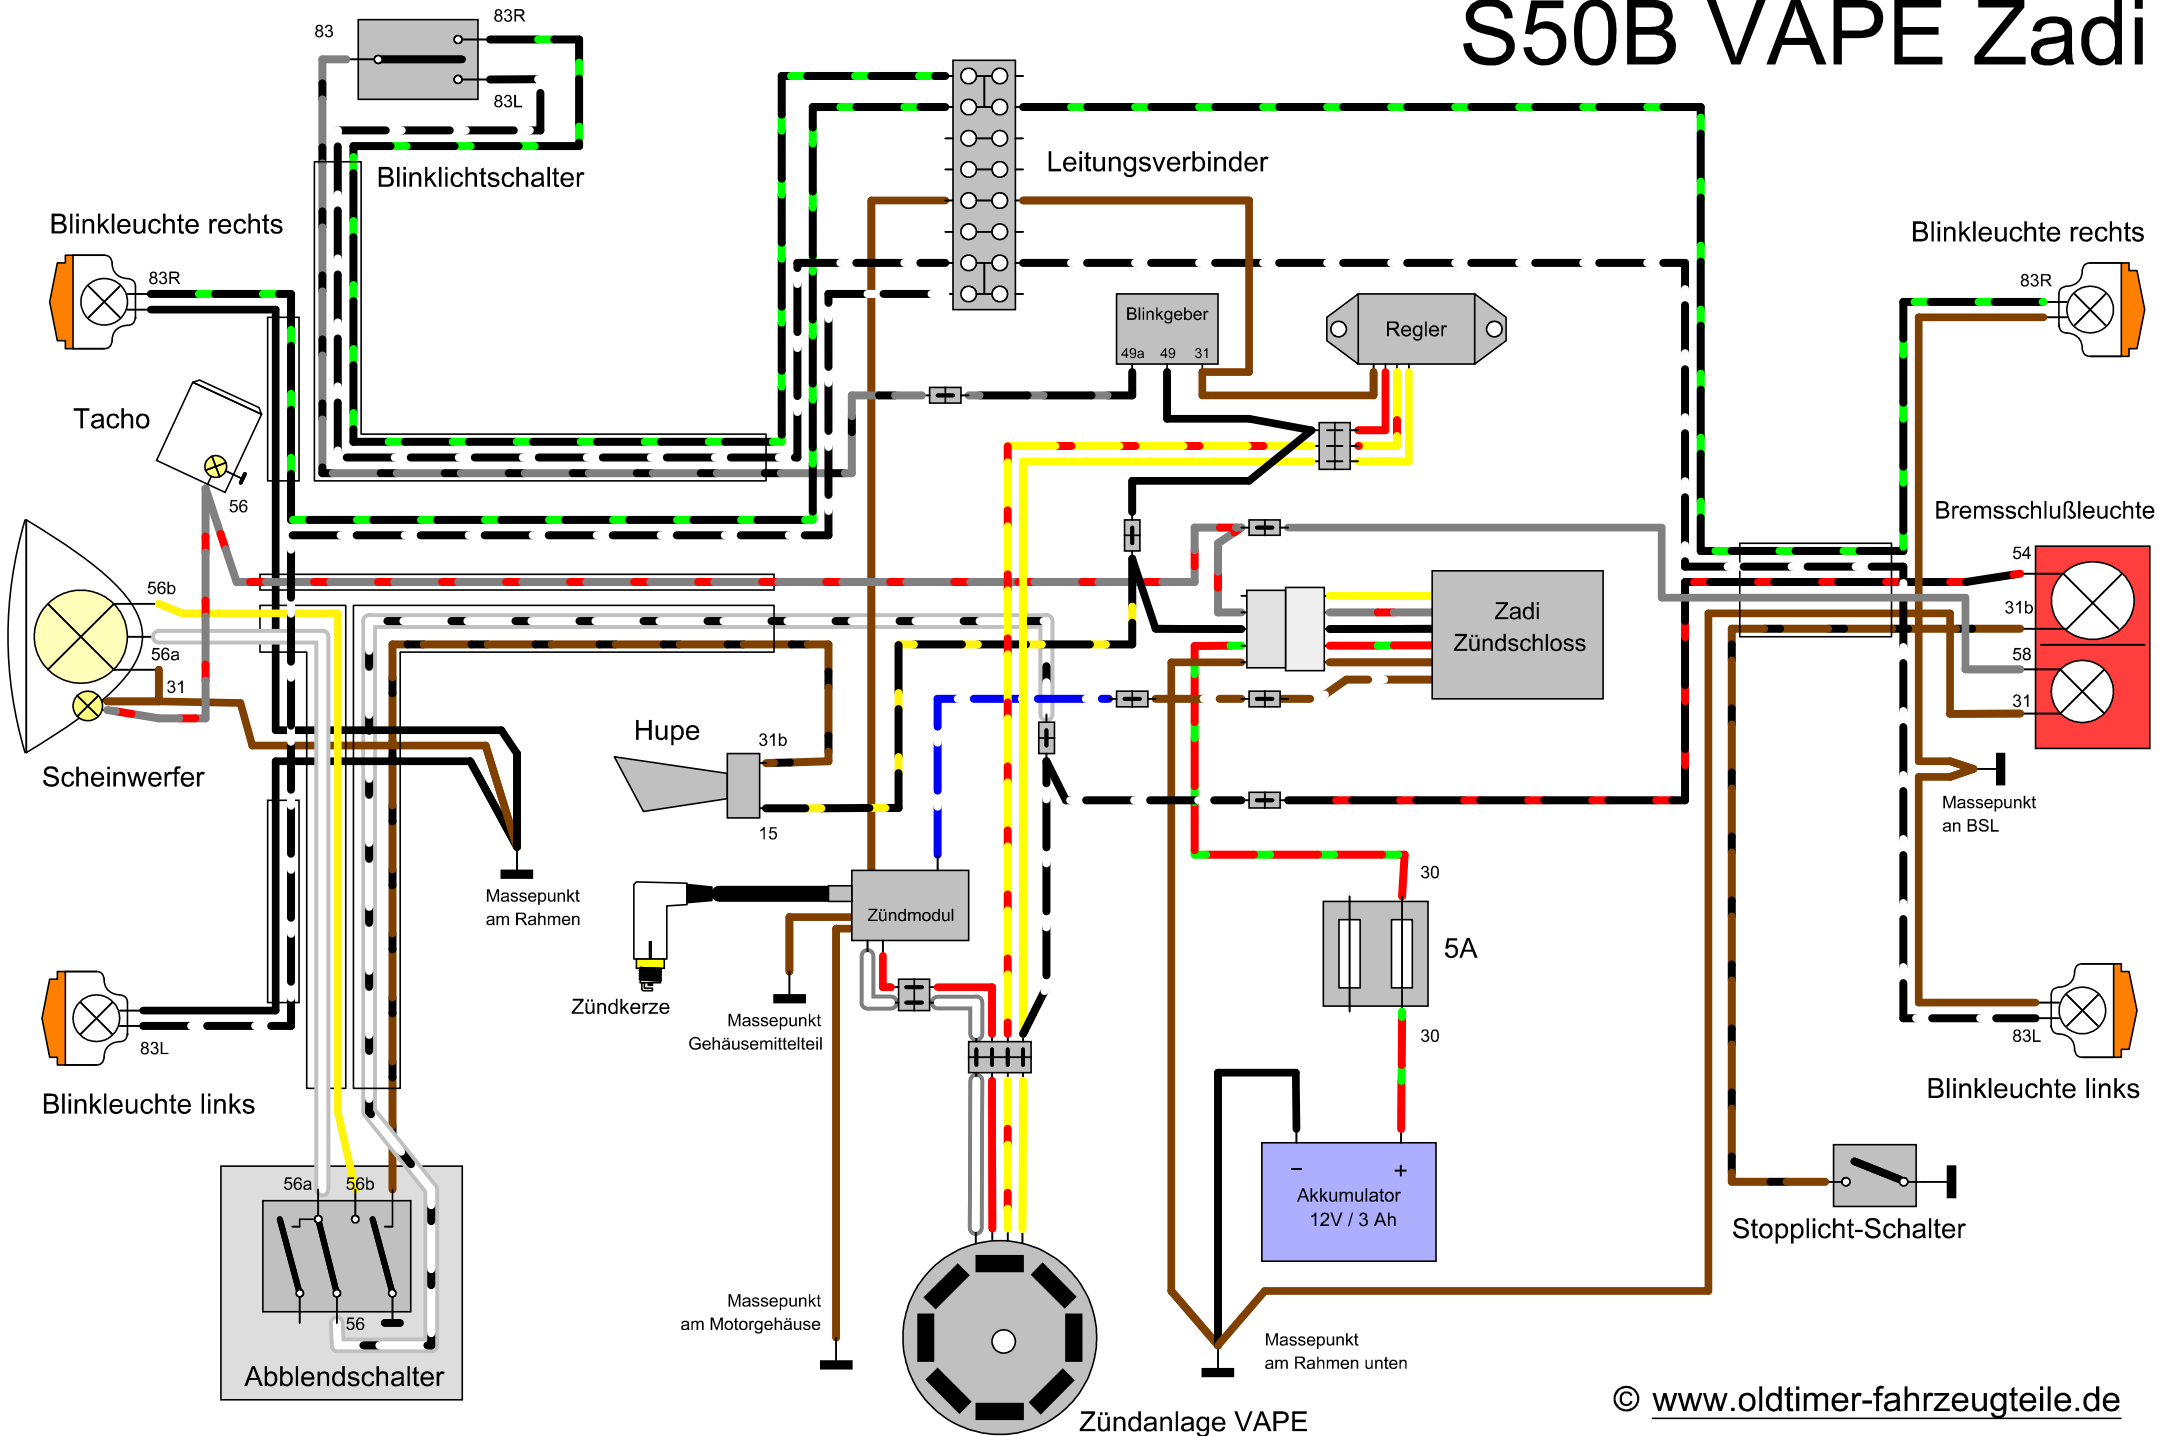 S50B VAPE Zadi
83
83R
83L
Blinklichtschalter
Leitungsverbinder
Blinkleuchte rechts
83R
Blinkleuchte rechts
83R
Blinkgeber
49a 49 31
Regler
Tacho
56
Bremsschlußleuchte
54
31b
58
31
56b
56a
31
Scheinwerfer
Zadi
Zündschloss
Hupe
31b
15
Massepunkt
an BSL
Massepunkt
am Rahmen
Zündmodul
30
5A
30
Zündkerze
Massepunkt
Gehäusemittelteil
83L
Blinkleuchte links
83L
Blinkleuchte links
− +
Akkumulator
12V / 3 Ah
56a
56b
56
Abblendschalter
Stopplicht-Schalter
Massepunkt
am Motorgehäuse
Massepunkt
am Rahmen unten
Zündanlage VAPE
© www.oldtimer-fahrzeugteile.de